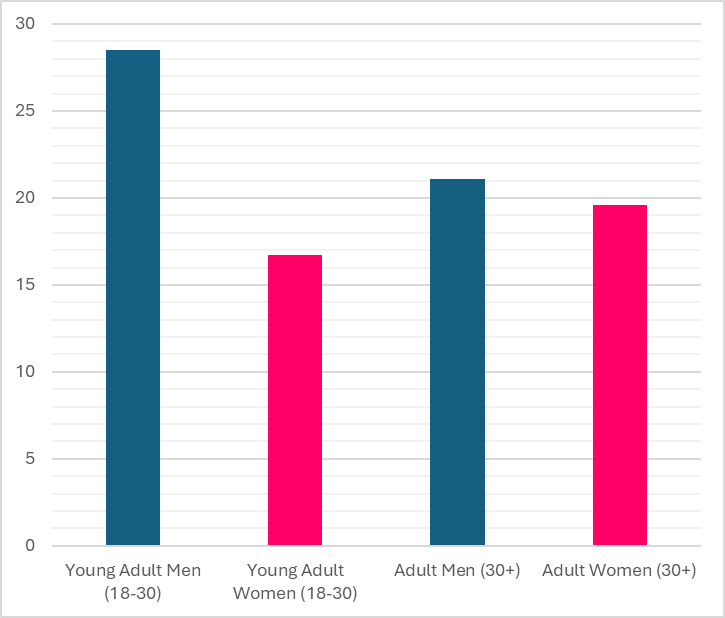 30
25
20
15
10
5
0
Young Adult Men
(18-30)
Young Adult
Women (18-30)
Adult Men (30+)
Adult Women (30+)